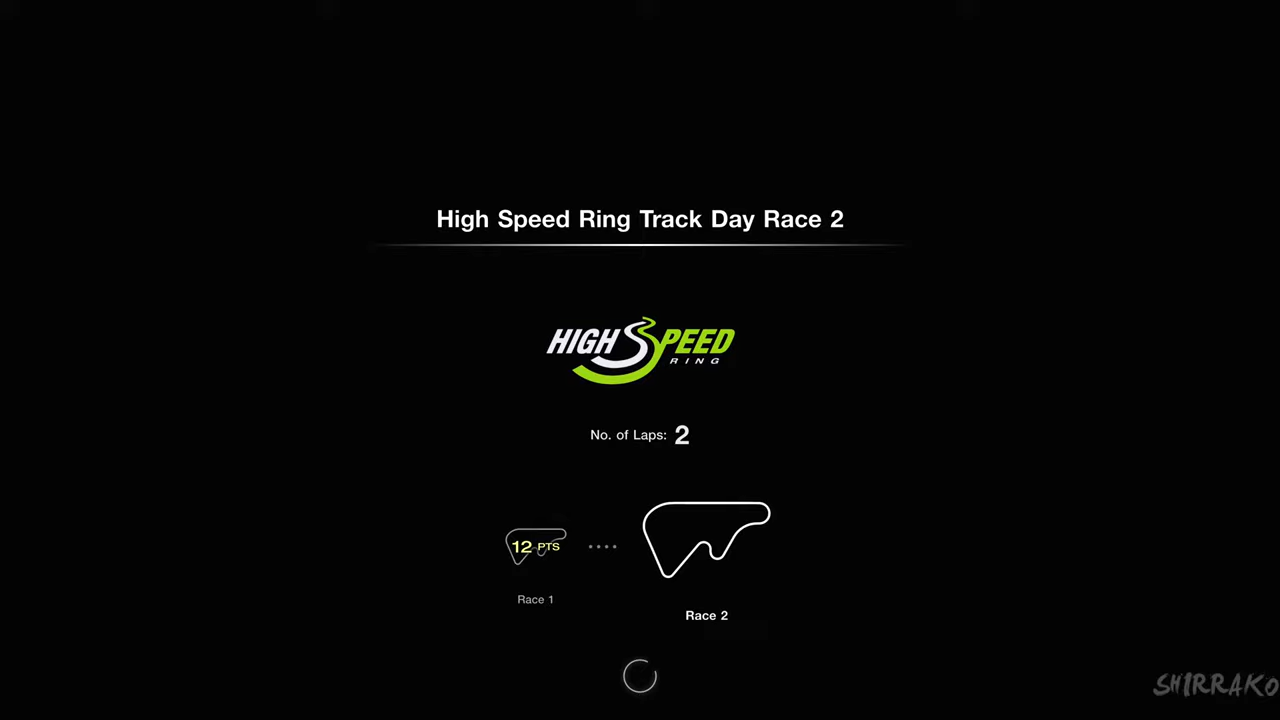 High Speed Ring Track Day Race 2
HIGH SPEED
RING
No. of Laps: 2
12 PTS
Race 1
Race 2
SHIRRAKO